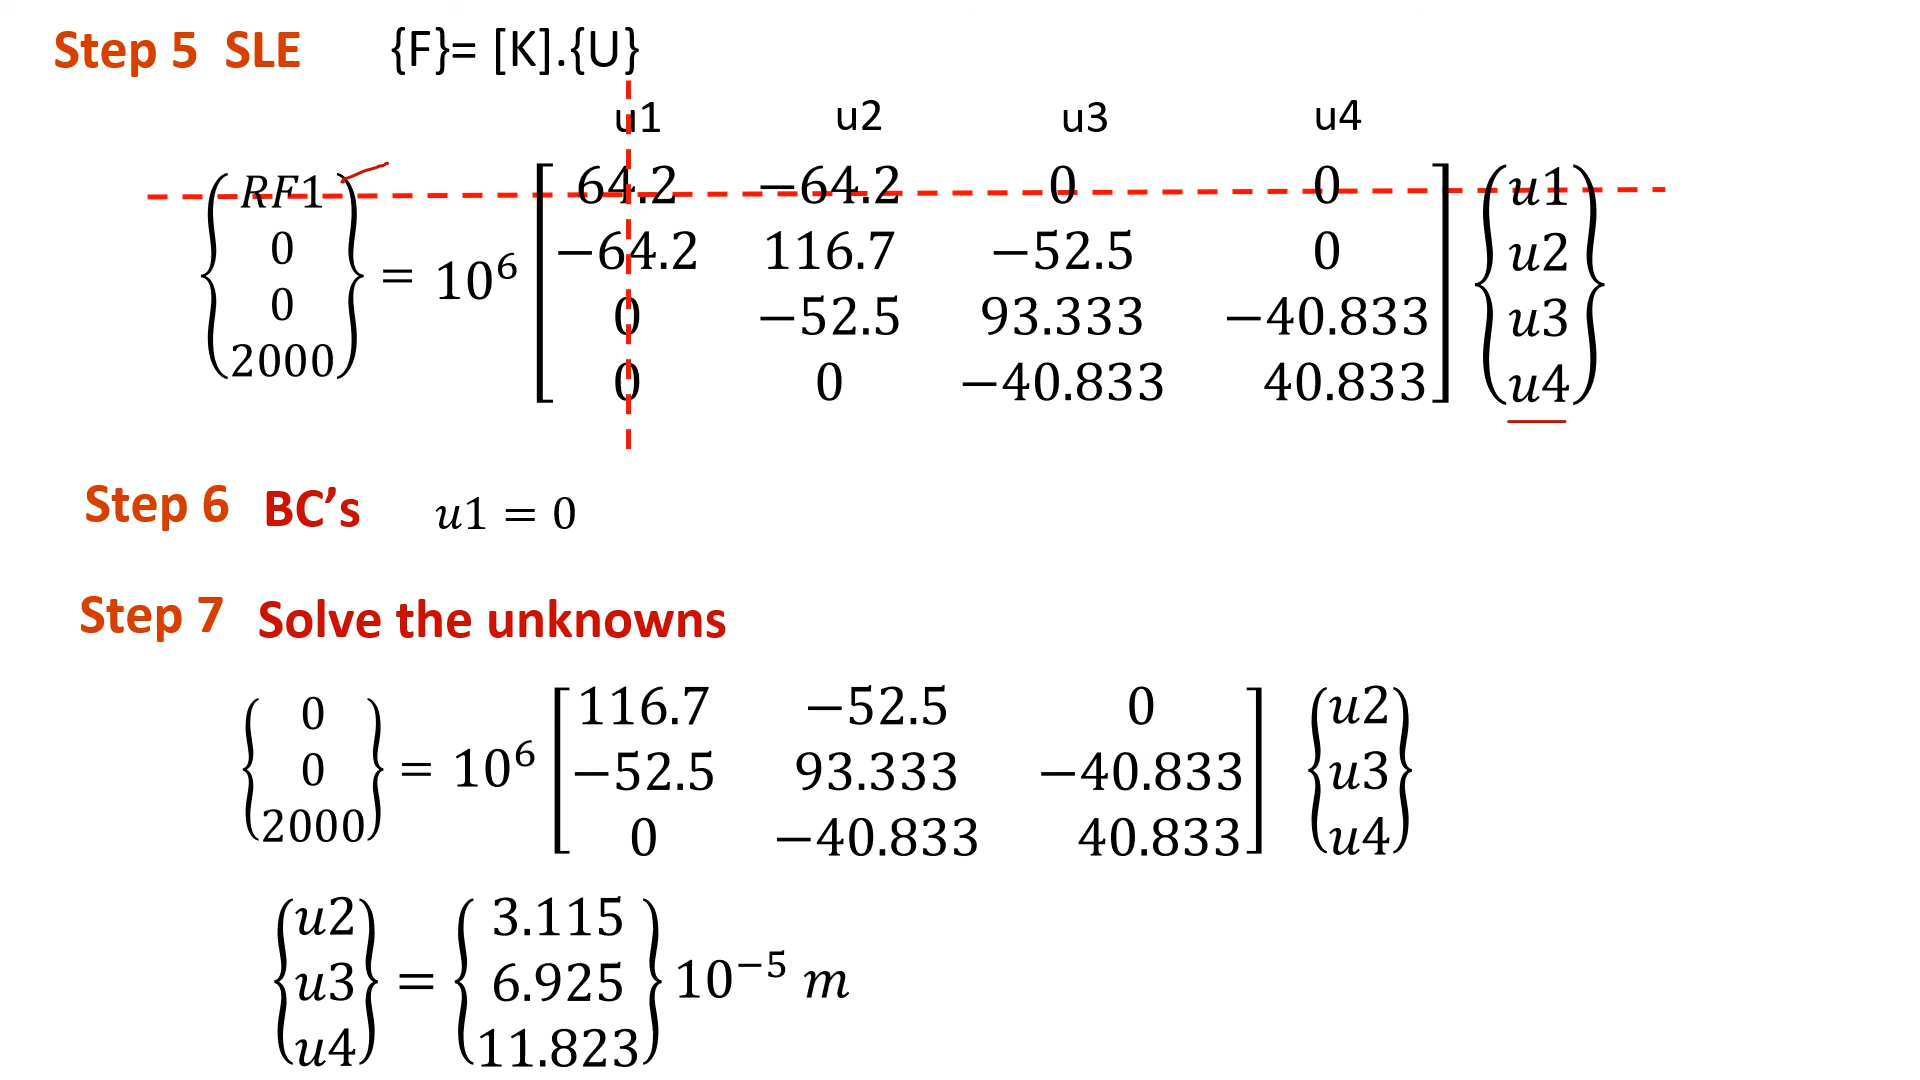 Step 5 SLE {F}= [K].{U}
u1 u2 u3 u4
RF1 64.2 −64.2 0 0 u1
0 −64.2 116.7 −52.5 0 u2
= 10⁶
0 0 −52.5 93.333 −40.833 u3
2000 0 0 −40.833 40.833 u4
Step 6 BC’s u1 = 0
Step 7 Solve the unknowns
0 116.7 −52.5 0 u2
0 = 10⁶ −52.5 93.333 −40.833 u3
2000 0 −40.833 40.833 u4
u2 3.115
u3 = 6.925 10⁻⁵ m
u4 11.823